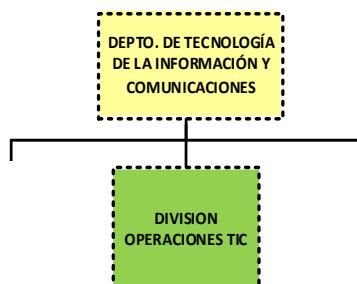 DEPTO. DE TECNOLOGÍA
DE LA INFORMACIÓN Y
COMUNICACIONES
DIVISION
OPERACIONES TIC